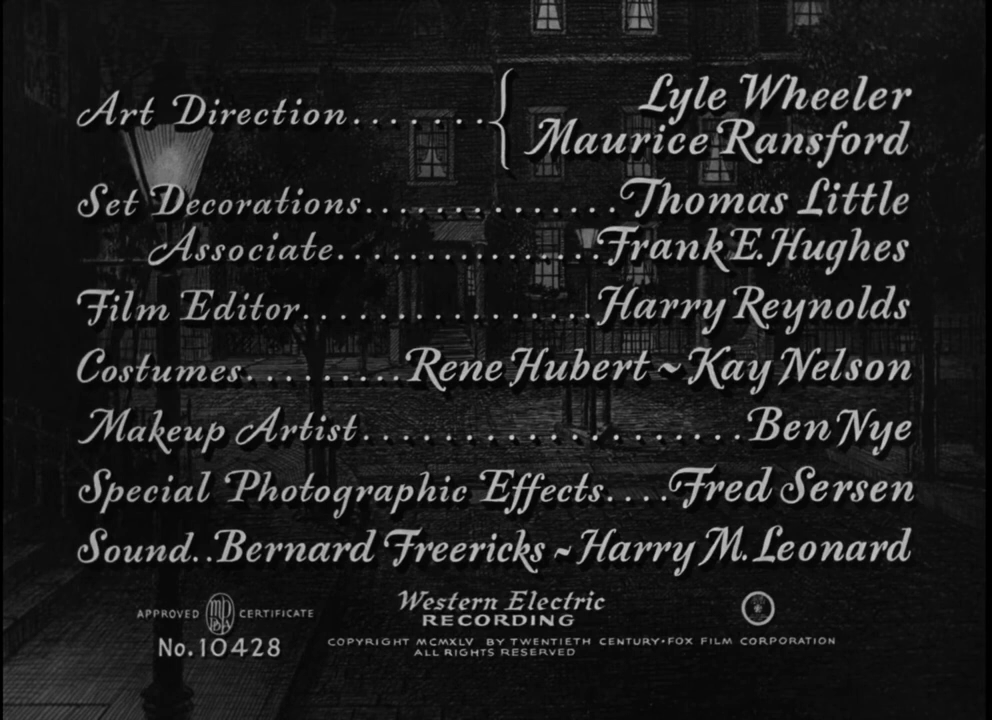 Art Direction.......{ Lyle Wheeler
Maurice Ransford
Set Decorations.................Thomas Little
Associate.................Frank E. Hughes
Film Editor.................Harry Reynolds
Costumes.........Rene Hubert ~ Kay Nelson
Makeup Artist......................Ben Nye
Special Photographic Effects....Fred Sersen
Sound..Bernard Freericks ~ Harry M. Leonard
APPROVED MPDA CERTIFICATE
No. 10428
Western Electric
RECORDING
COPYRIGHT MCMXLV BY TWENTIETH CENTURY-FOX FILM CORPORATION
ALL RIGHTS RESERVED